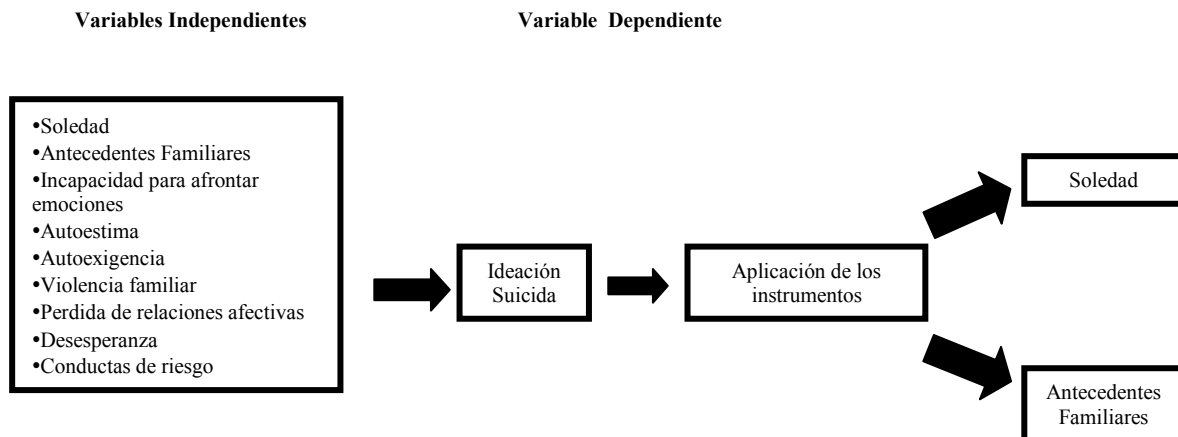 Variables Independientes
Variable Dependiente
•Soledad
•Antecedentes Familiares
•Incapacidad para afrontar
emociones
•Autoestima
•Autoexigencia
•Violencia familiar
•Perdida de relaciones afectivas
•Desesperanza
•Conductas de riesgo
Ideación
Suicida
Aplicación de los
instrumentos
Soledad
Antecedentes
Familiares